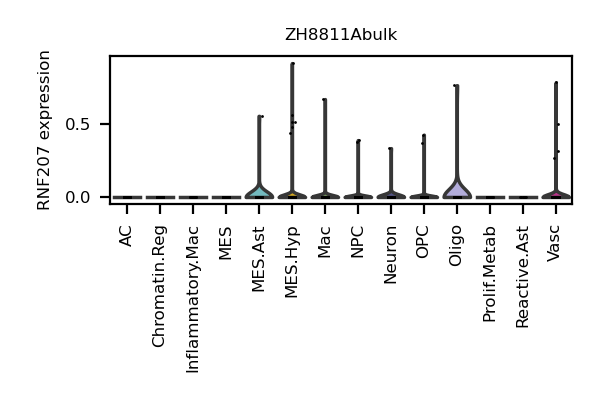 ZH8811Abulk
RNF207 expression
0.5
0.0
AC
Chromatin.Reg
Inflammatory.Mac
MES
MES.Ast
MES.Hyp
Mac
NPC
Neuron
OPC
Oligo
Prolif.Metab
Reactive.Ast
Vasc